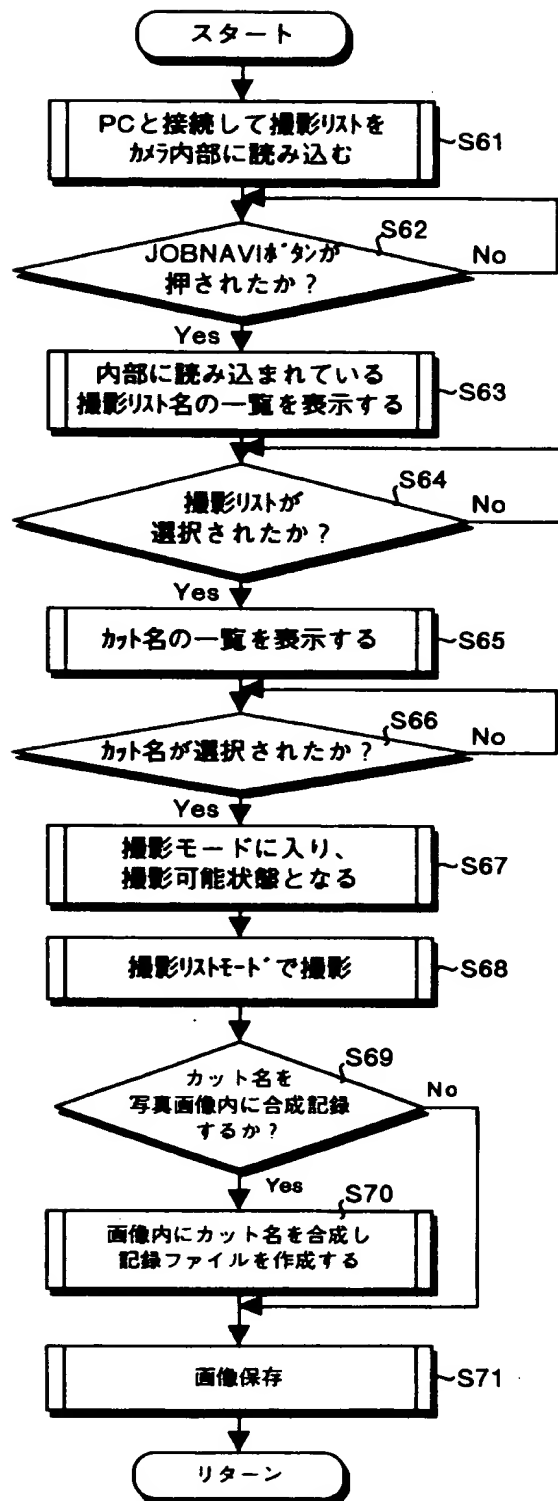 スタート
PCと接続して撮影リストを
ｶﾒﾗ内部に読み込む
S61
S62
JOBNAVIﾎﾞﾀﾝが
押されたか？
No
Yes
内部に読み込まれている
撮影リスト名の一覧を表示する
S63
S64
撮影ﾘｽﾄが
選択されたか？
No
Yes
ｶｯﾄ名の一覧を表示する
S65
S66
ｶｯﾄ名が選択されたか？
No
Yes
撮影モードに入り、
撮影可能状態となる
S67
撮影ﾘｽﾄﾓｰﾄﾞで撮影
S68
S69
カット名を
写真画像内に合成記録
するか？
No
Yes
S70
画像内にカット名を合成し
記録ファイルを作成する
画像保存
S71
リターン